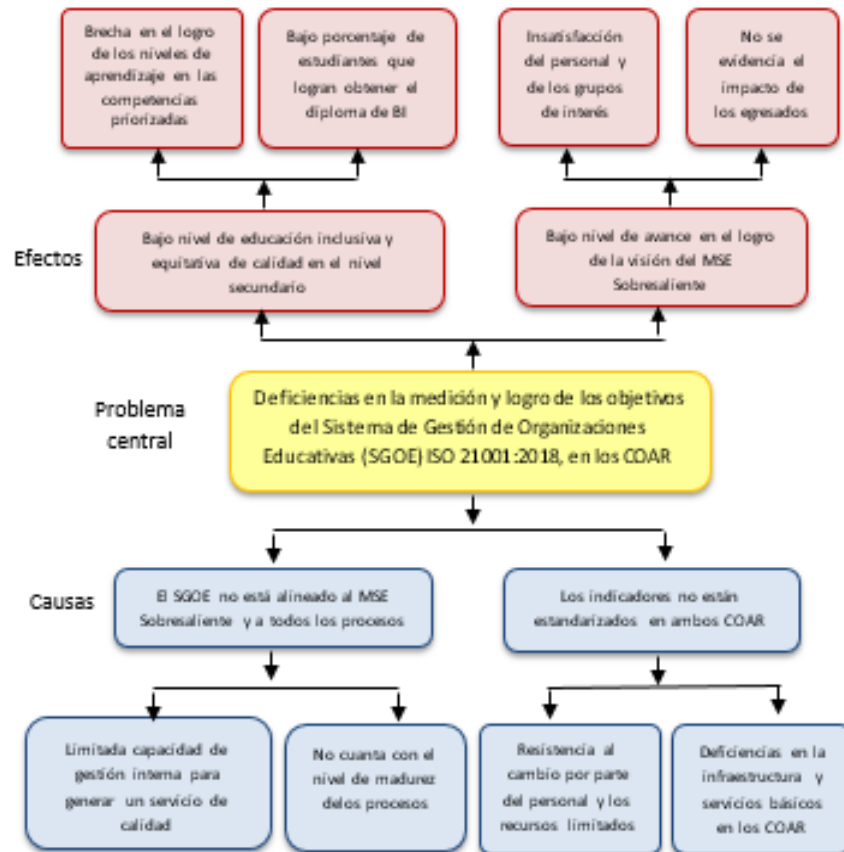 Brecha en el logro
de los niveles de
aprendizaje en las
competencias
priorizadas
Bajo porcentaje de
estudiantes que
logran obtener el
diploma de BI
Insatisfacción
del personal y
de los grupos
de interés
No se
evidencia el
impacto de
los egresados
Efectos
Bajo nivel de educación inclusiva y
equitativa de calidad en el nivel
secundario
Bajo nivel de avance en el logro
de la visión del MSE
Sobresaliente
Problema
central
Deficiencias en la medición y logro de los objetivos
del Sistema de Gestión de Organizaciones
Educativas (SGOE) ISO 21001:2018, en los COAR
Causas
El SGOE no está alineado al MSE
Sobresaliente y a todos los procesos
Los indicadores no están
estandarizados en ambos COAR
Limitada capacidad de
gestión interna para
generar un servicio de
calidad
No cuanta con el
nivel de madurez
delos procesos
Resistencia al
cambio por parte
del personal y los
recursos limitados
Deficiencias en la
infraestructura y
servicios básicos
en los COAR